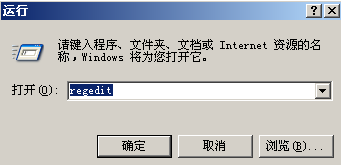 运行
请键入程序、文件夹、文档或 Internet 资源的名
称，Windows 将为您打开它。
打开(O): regedit
确定 取消 浏览(B)...